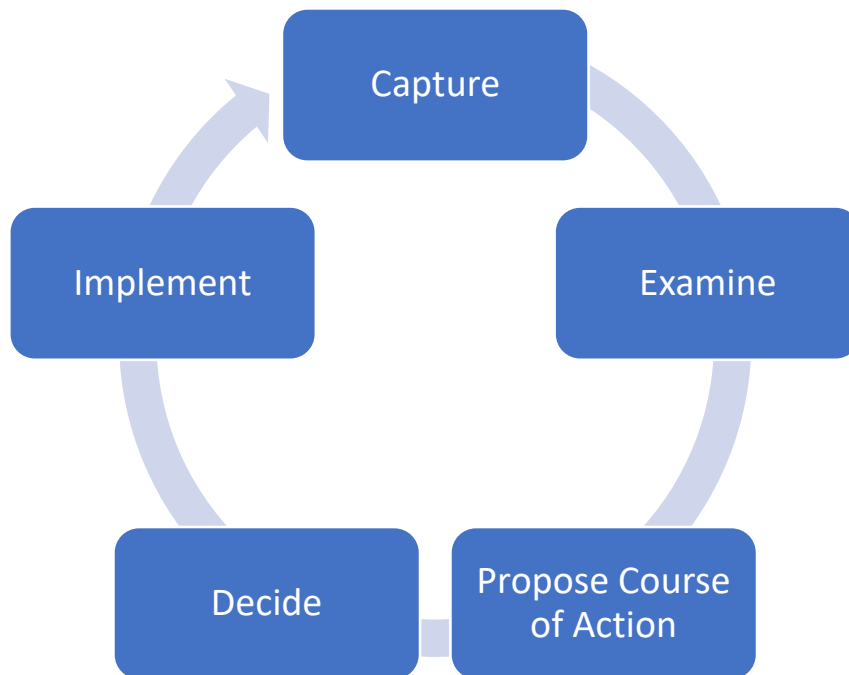 Capture
Examine
Propose Course
of Action
Decide
Implement